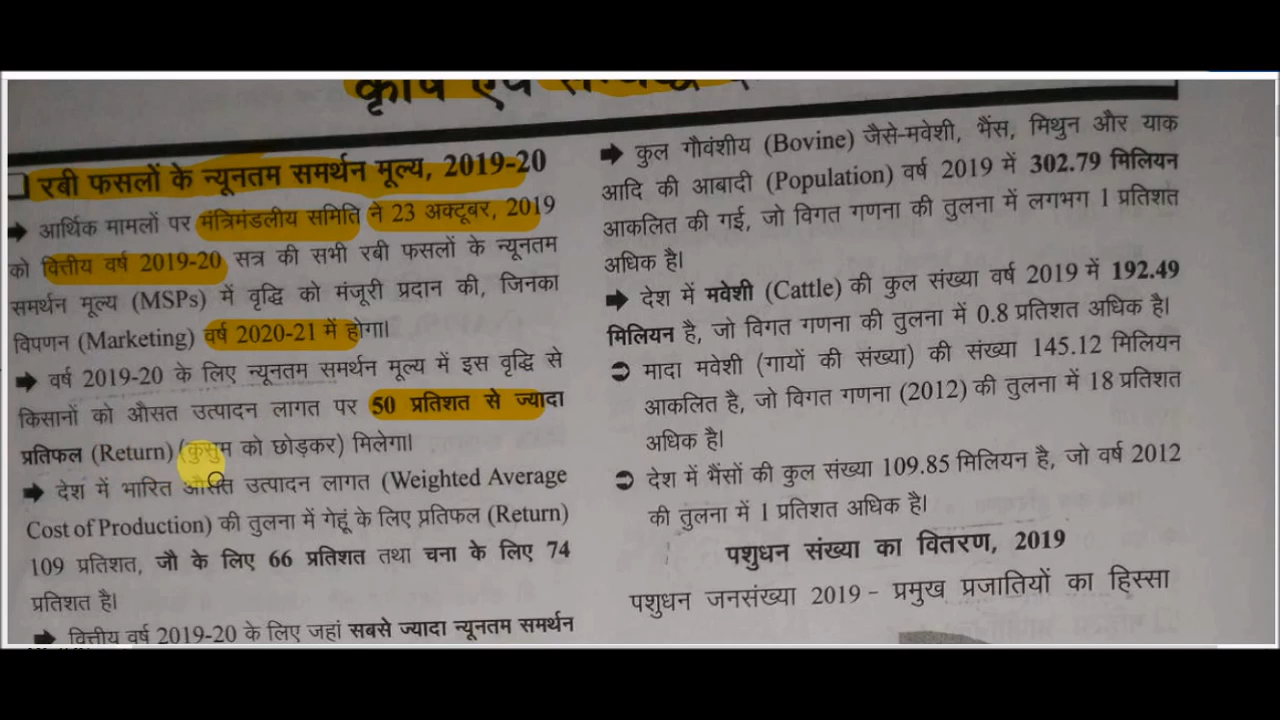 कृषि एवं
❑ रबी फसलों के न्यूनतम समर्थन मूल्य, 2019-20
➡ आर्थिक मामलों पर मंत्रिमंडलीय समिति ने 23 अक्टूबर, 2019
को वित्तीय वर्ष 2019-20 सत्र की सभी रबी फसलों के न्यूनतम
समर्थन मूल्य (MSPs) में वृद्धि को मंजूरी प्रदान की, जिनका
विपणन (Marketing) वर्ष 2020-21 में होगा।
➡ वर्ष 2019-20 के लिए न्यूनतम समर्थन मूल्य में इस वृद्धि से
किसानों को औसत उत्पादन लागत पर 50 प्रतिशत से ज्यादा
प्रतिफल (Return) (कुसुम को छोड़कर) मिलेगा।
➡ देश में भारित औसत उत्पादन लागत (Weighted Average
Cost of Production) की तुलना में गेहूं के लिए प्रतिफल (Return)
109 प्रतिशत, जौ के लिए 66 प्रतिशत तथा चना के लिए 74
प्रतिशत है।
➡ वित्तीय वर्ष 2019-20 के लिए जहां सबसे ज्यादा न्यूनतम समर्थन
➡ कुल गौवंशीय (Bovine) जैसे-मवेशी, भैंस, मिथुन और याक
आदि की आबादी (Population) वर्ष 2019 में 302.79 मिलियन
आकलित की गई, जो विगत गणना की तुलना में लगभग 1 प्रतिशत
अधिक है।
➡ देश में मवेशी (Cattle) की कुल संख्या वर्ष 2019 में 192.49
मिलियन है, जो विगत गणना की तुलना में 0.8 प्रतिशत अधिक है।
➲ मादा मवेशी (गायों की संख्या) की संख्या 145.12 मिलियन
आकलित है, जो विगत गणना (2012) की तुलना में 18 प्रतिशत
अधिक है।
➲ देश में भैंसों की कुल संख्या 109.85 मिलियन है, जो वर्ष 2012
की तुलना में 1 प्रतिशत अधिक है।
पशुधन संख्या का वितरण, 2019
पशुधन जनसंख्या 2019 - प्रमुख प्रजातियों का हिस्सा